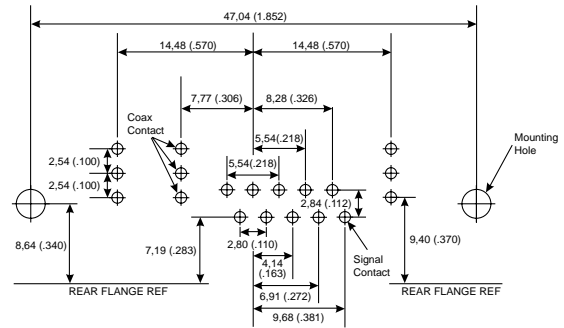 47,04 (1.852)
14,48 (.570)
14,48 (.570)
7,77 (.306)
8,28 (.326)
Coax
Contact
5,54(.218)
Mounting
Hole
2,54 (.100)
5,54(.218)
2,54 (.100)
2,84 (.112)
8,64 (.340)
7,19 (.283)
2,80 (.110)
9,40 (.370)
4,14
(.163)
Signal
Contact
6,91 (.272)
REAR FLANGE REF
REAR FLANGE REF
9,68 (.381)